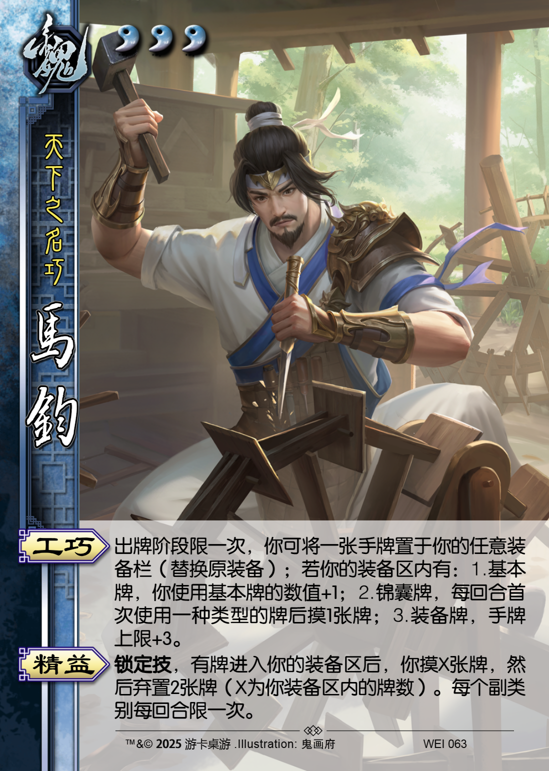 魏
天下之名巧
馬鈞
工巧
出牌阶段限一次，你可将一张手牌置于你的任意装
备栏（替换原装备）；若你的装备区内有：1.基本
牌，你使用基本牌的数值+1；2.锦囊牌，每回合首
次使用一种类型的牌后摸1张牌；3.装备牌，手牌
上限+3。
精益
锁定技，有牌进入你的装备区后，你摸X张牌，然
后弃置2张牌（X为你装备区内的牌数）。每个副类
别每回合限一次。
™&© 2025 游卡桌游 .Illustration: 鬼画府
WEI 063